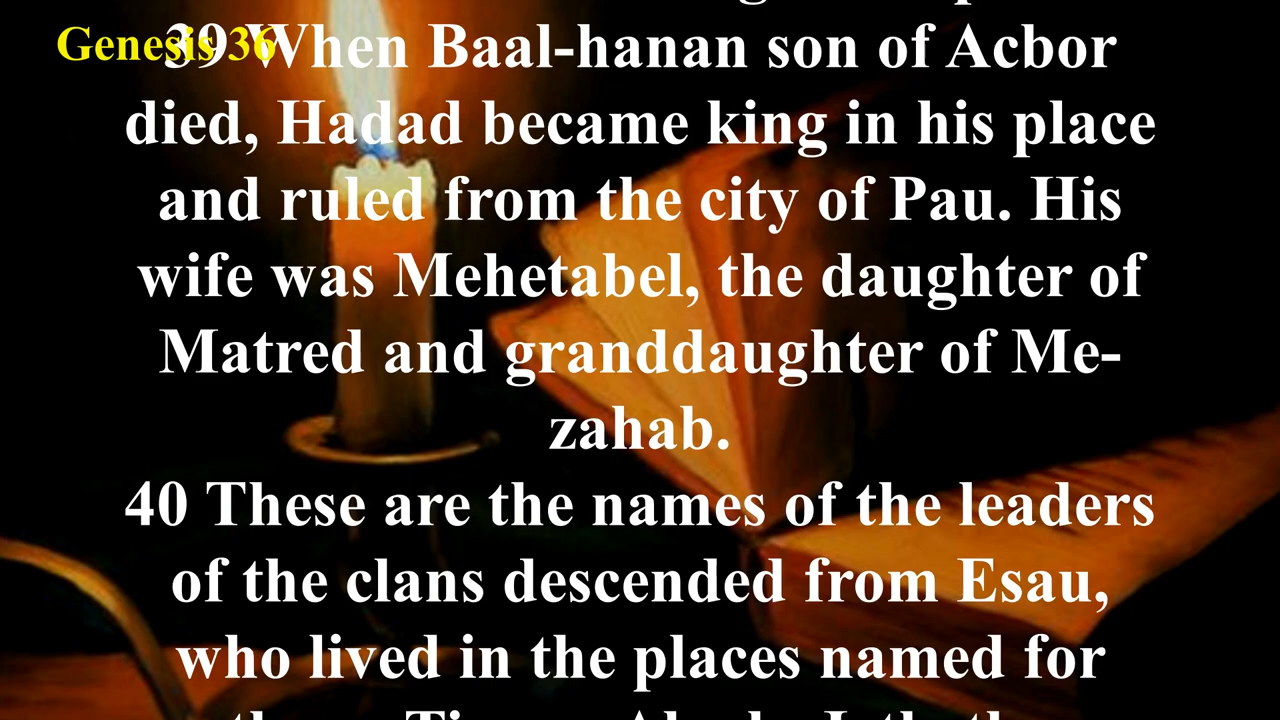 Genesis 36
39 When Baal-hanan son of Acbor
died, Hadad became king in his place
and ruled from the city of Pau. His
wife was Mehetabel, the daughter of
Matred and granddaughter of Me-
zahab.
40 These are the names of the leaders
of the clans descended from Esau,
who lived in the places named for